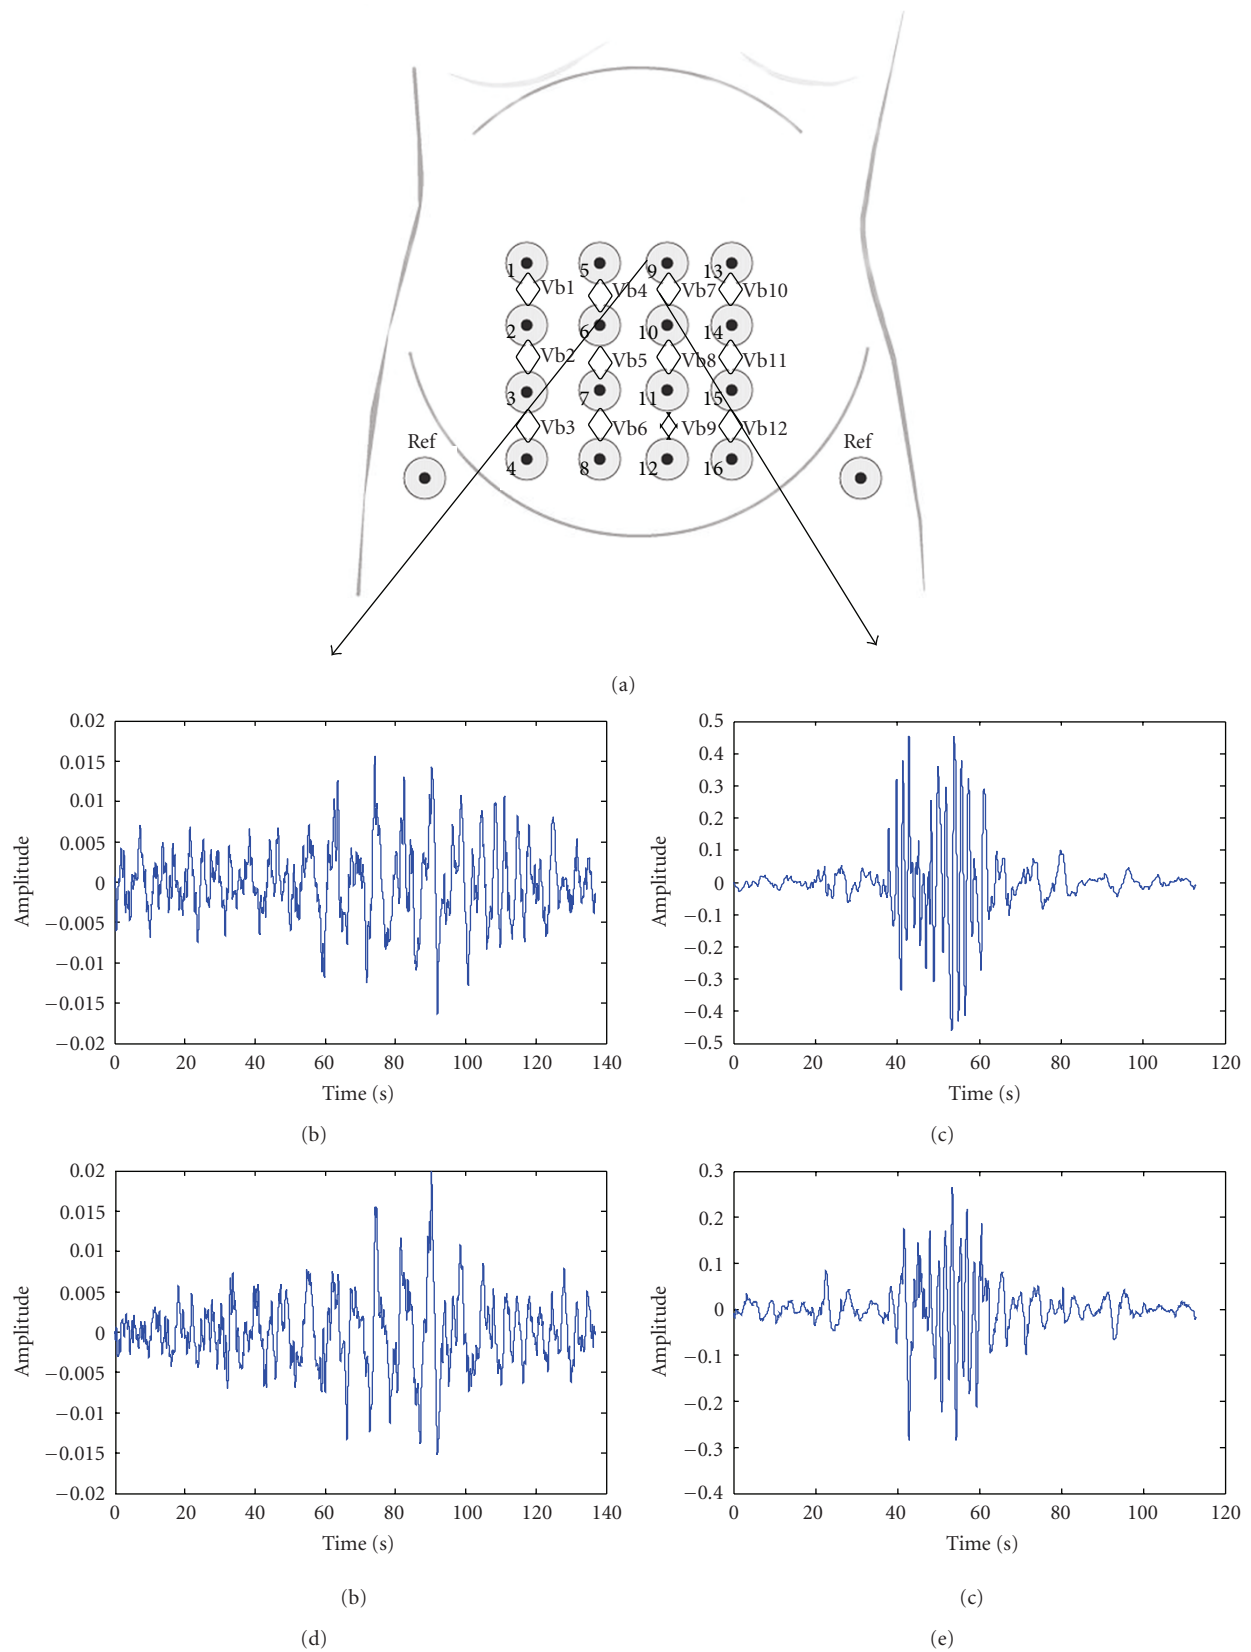 1 5 9 13
Vb1 Vb4 Vb7 Vb10
2 6 10 14
Vb2 Vb5 Vb8 Vb11
3 7 11 15
Vb3 Vb6 Vb9 Vb12
Ref Ref
4 8 12 16
(a)
Amplitude
0.02
0.015
0.01
0.005
0
−0.005
−0.01
−0.015
−0.02
0 20 40 60 80 100 120 140
Time (s)
(b)
Amplitude
0.5
0.4
0.3
0.2
0.1
0
−0.1
−0.2
−0.3
−0.4
−0.5
0 20 40 60 80 100 120
Time (s)
(c)
Amplitude
0.02
0.015
0.01
0.005
0
−0.005
−0.01
−0.015
−0.02
0 20 40 60 80 100 120 140
Time (s)
(b)
(d)
Amplitude
0.3
0.2
0.1
0
−0.1
−0.2
−0.3
−0.4
0 20 40 60 80 100 120
Time (s)
(c)
(e)